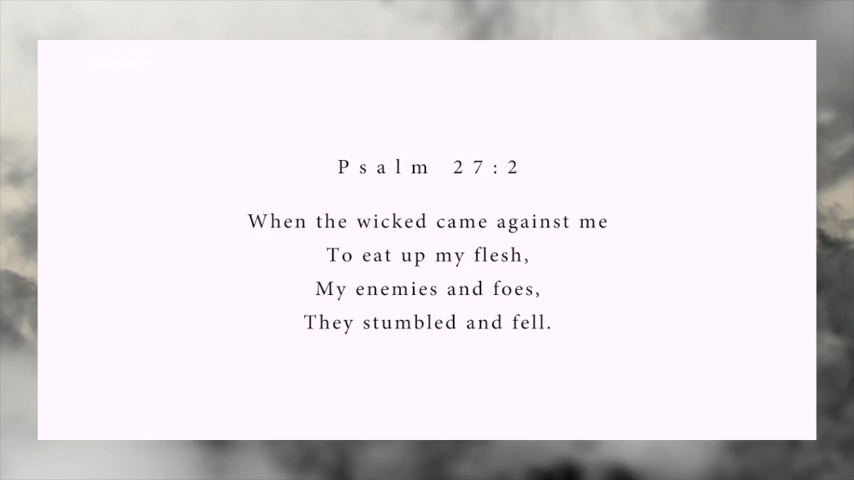 Psalm 27:2
When the wicked came against me
To eat up my flesh,
My enemies and foes,
They stumbled and fell.